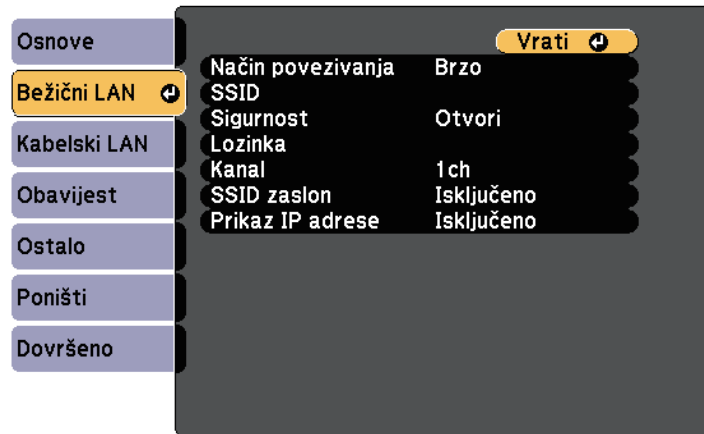 Osnove
Bežični LAN
Kabelski LAN
Obavijest
Ostalo
Poništi
Dovršeno
Vrati
Način povezivanja Brzo
SSID
Sigurnost Otvori
Lozinka
Kanal 1ch
SSID zaslon Isključeno
Prikaz IP adrese Isključeno